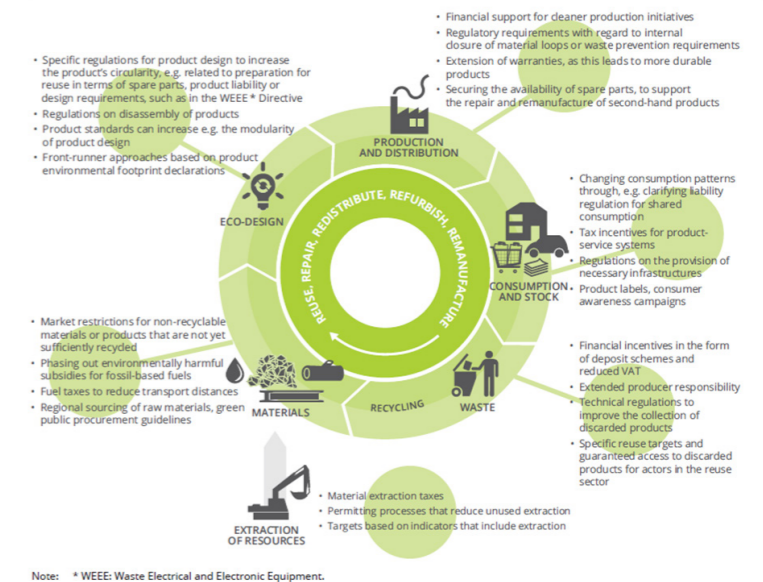 • Financial support for cleaner production initiatives
• Regulatory requirements with regard to internal
closure of material loops or waste prevention requirements
• Extension of warranties, as this leads to more durable
products
• Securing the availability of spare parts, to support
the repair and remanufacture of second-hand products
• Specific regulations for product design to increase
the product's circularity, e.g. related to preparation for
reuse in terms of spare parts, product liability or
design requirements, such as in the WEEE * Directive
• Regulations on disassembly of products
• Product standards can increase e.g. the modularity
of product design
• Front-runner approaches based on product
environmental footprint declarations
PRODUCTION
AND DISTRIBUTION
ECO-DESIGN
REUSE, REPAIR, REDISTRIBUTE, REFURBISH, REMANUFACTURE
• Changing consumption patterns
through, e.g. clarifying liability
regulation for shared
consumption
• Tax incentives for product-
service systems
• Regulations on the provision of
necessary infrastructures
• Product labels, consumer
awareness campaigns
CONSUMPTION
AND STOCK
• Market restrictions for non-recyclable
materials or products that are not yet
sufficiently recycled
• Phasing out environmentally harmful
subsidies for fossil-based fuels
• Fuel taxes to reduce transport distances
• Regional sourcing of raw materials, green
public procurement guidelines
MATERIALS
RECYCLING
WASTE
• Financial incentives in the form
of deposit schemes and
reduced VAT
• Extended producer responsibility
• Technical regulations to
improve the collection of
discarded products
• Specific reuse targets and
guaranteed access to discarded
products for actors in the reuse
sector
EXTRACTION
OF RESOURCES
• Material extraction taxes
• Permitting processes that reduce unused extraction
• Targets based on indicators that include extraction
Note: * WEEE: Waste Electrical and Electronic Equipment.